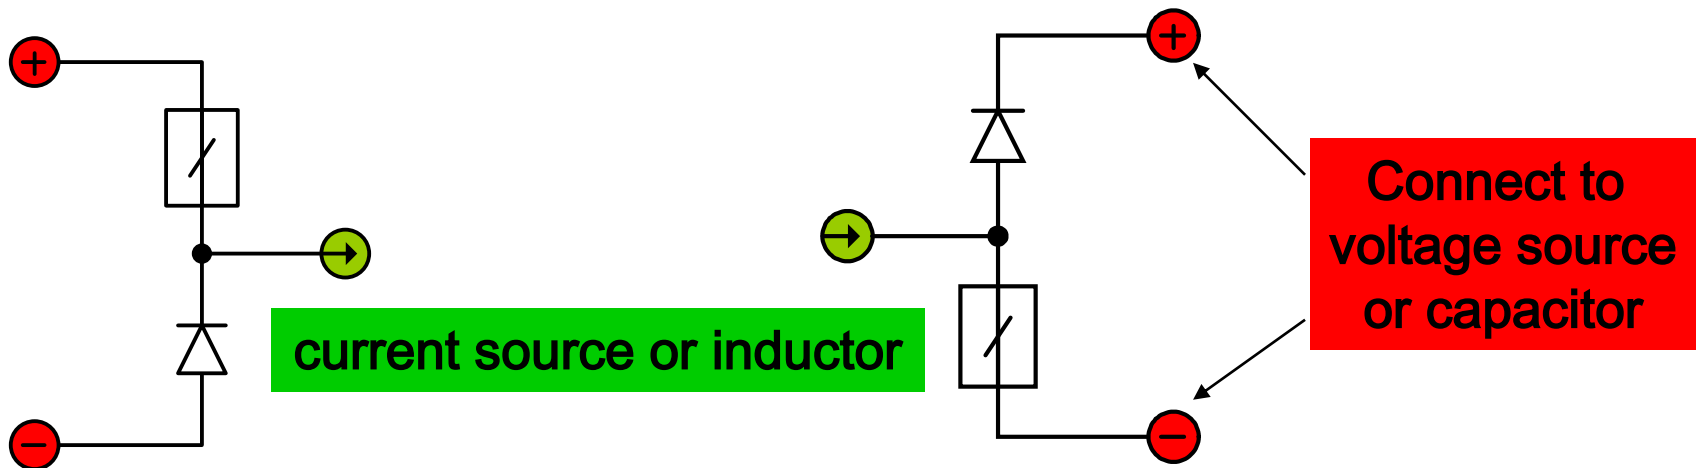 +
+
Connect to
voltage source
or capacitor
current source or inductor
−
−